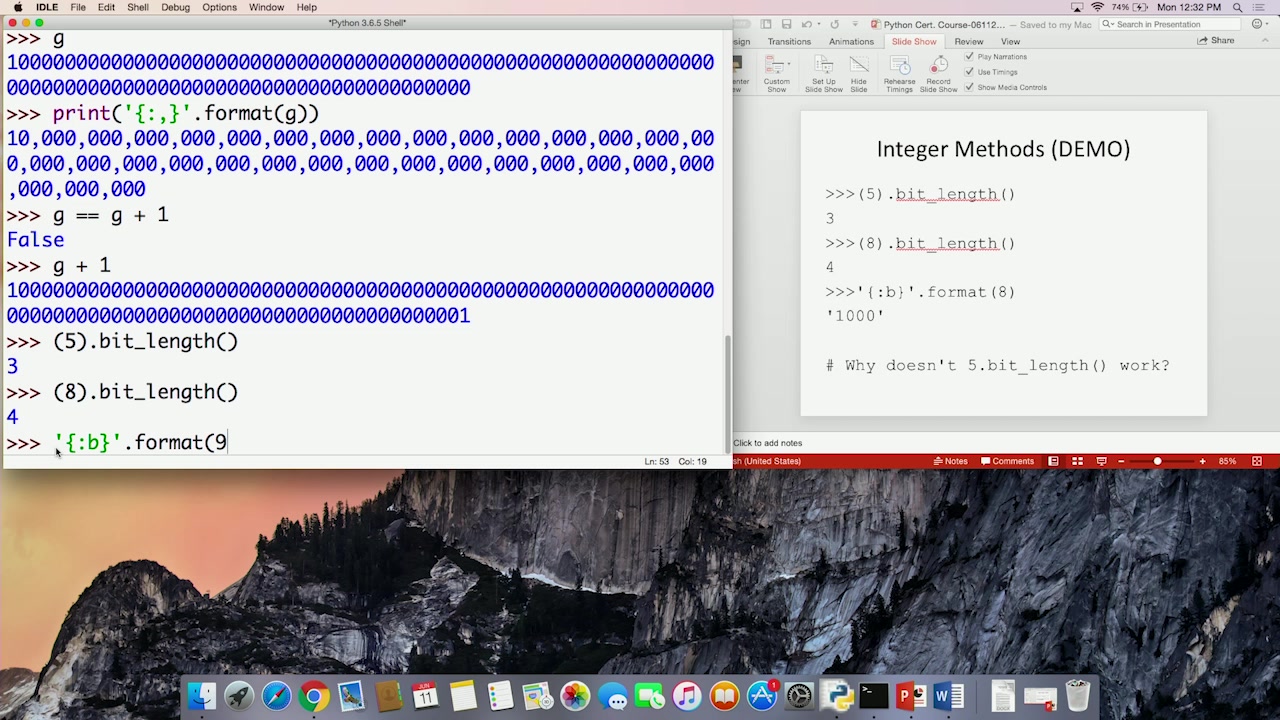 IDLE File Edit Shell Debug Options Window Help 74% Mon 12:32 PM
*Python 3.6.5 Shell*
>>> g
1000000000000000000000000000000000000000000000000000000000000
0000000000000000000000000000000000000000
>>> print('{:,}'.format(g))
10,000,000,000,000,000,000,000,000,000,000,000,000,000,000,00
0,000,000,000,000,000,000,000,000,000,000,000,000,000,000,000
,000,000,000
>>> g == g + 1
False
>>> g + 1
1000000000000000000000000000000000000000000000000000000000000
0000000000000000000000000000000000000001
>>> (5).bit_length()
3
>>> (8).bit_length()
4
>>> '{:b}'.format(9
Ln: 53 Col: 19
Python Cert. Course-06112... — Saved to my Mac
Search in Presentation
sign Transitions Animations Slide Show Review View Share
enter
ew
Custom
Show
Set Up
Slide Show
Hide
Slide
Rehearse
Timings
Record
Slide Show
Play Narrations
Use Timings
Show Media Controls
Integer Methods (DEMO)
>>>(5).bit_length()
3
>>>(8).bit_length()
4
>>>'{:b}'.format(8)
'1000'
# Why doesn't 5.bit_length() work?
Click to add notes
sh (United States) Notes Comments 85%
JUN
11
1